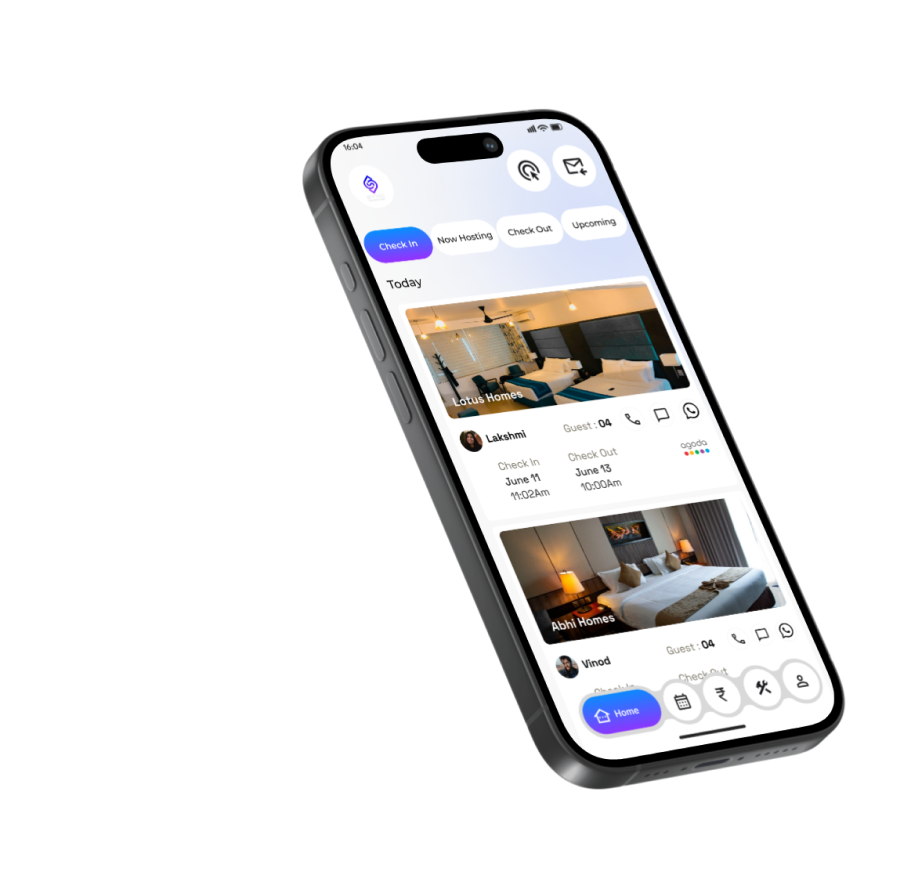 16:04
Check In
Now Hosting
Check Out
Upcoming
Today
Lotus Homes
Lakshmi
Guest : 04
Check In
Check Out
June 11
June 13
11:02Am
10:00Am
agoda
Abhi Homes
Vinod
Guest : 04
Check In
Check Out
Home